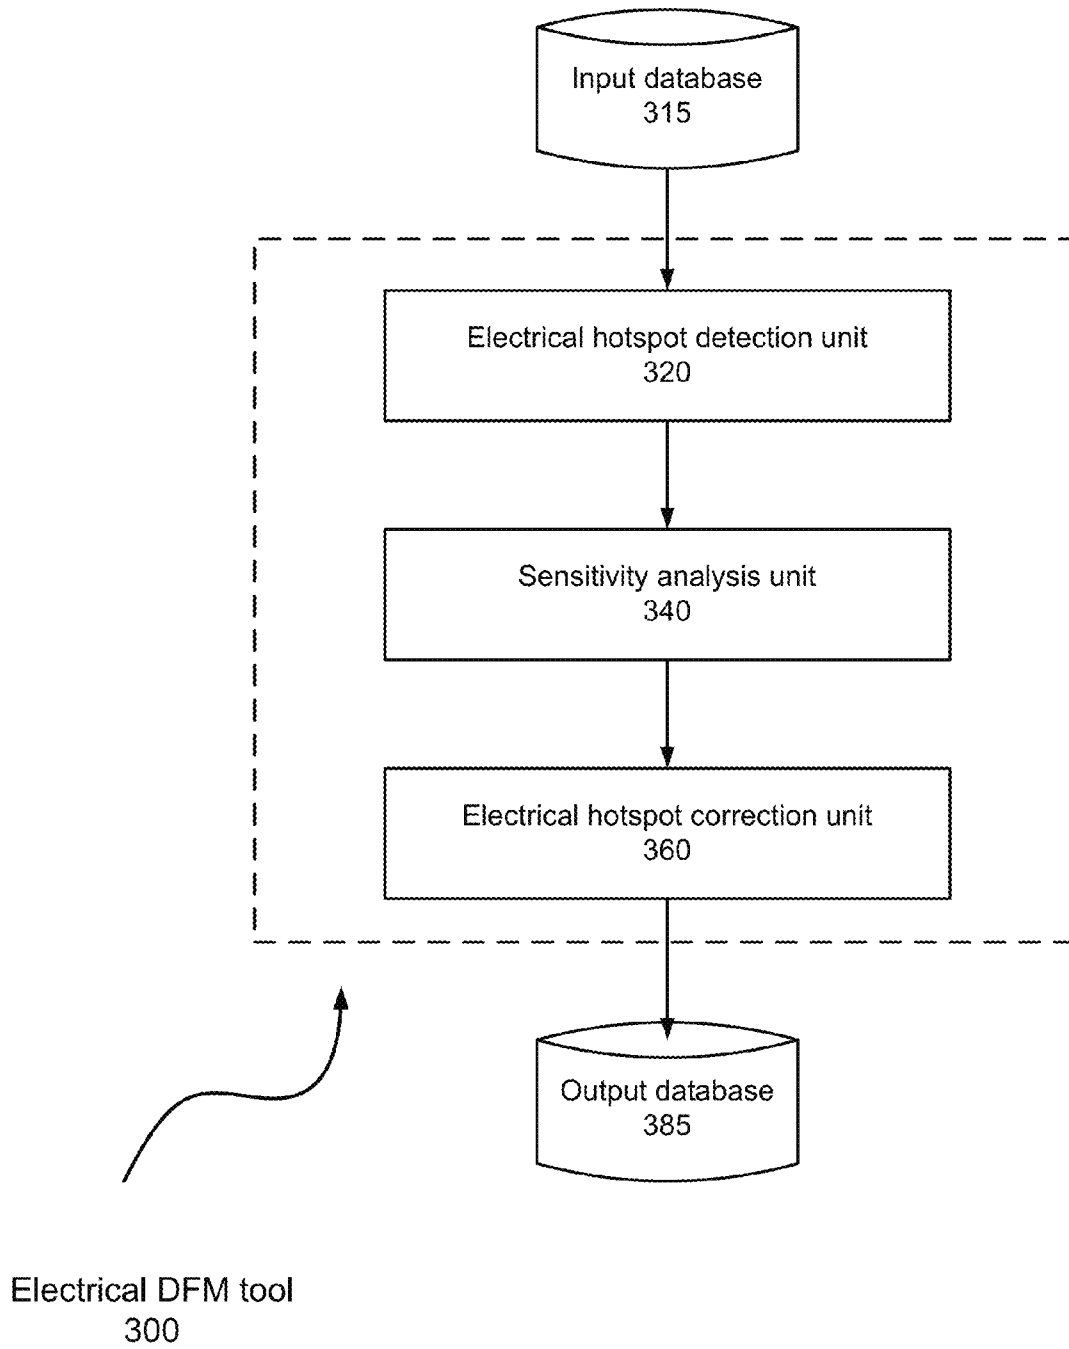 Input database
315
Electrical hotspot detection unit
320
Sensitivity analysis unit
340
Electrical hotspot correction unit
360
Output database
385
Electrical DFM tool
300